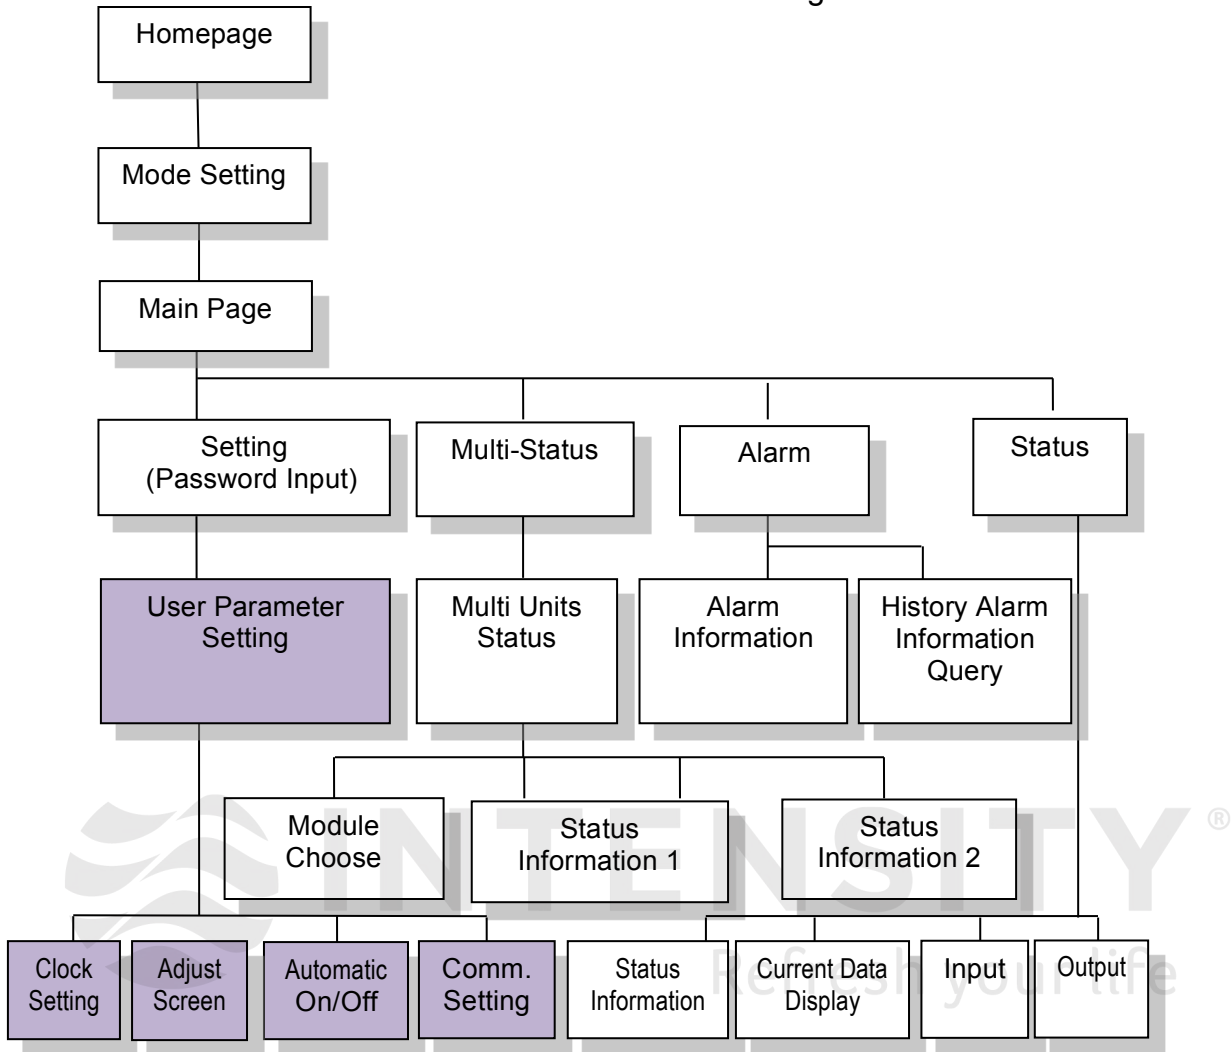 Homepage
Mode Setting
Main Page
Setting
(Password Input)
Multi-Status
Alarm
Status
User Parameter
Setting
Multi Units
Status
Alarm
Information
History Alarm
Information
Query
Module
Choose
Status
Information 1
Status
Information 2
INTENSITY®
Refresh your life
Clock
Setting
Adjust
Screen
Automatic
On/Off
Comm.
Setting
Status
Information
Current Data
Display
Input
Output